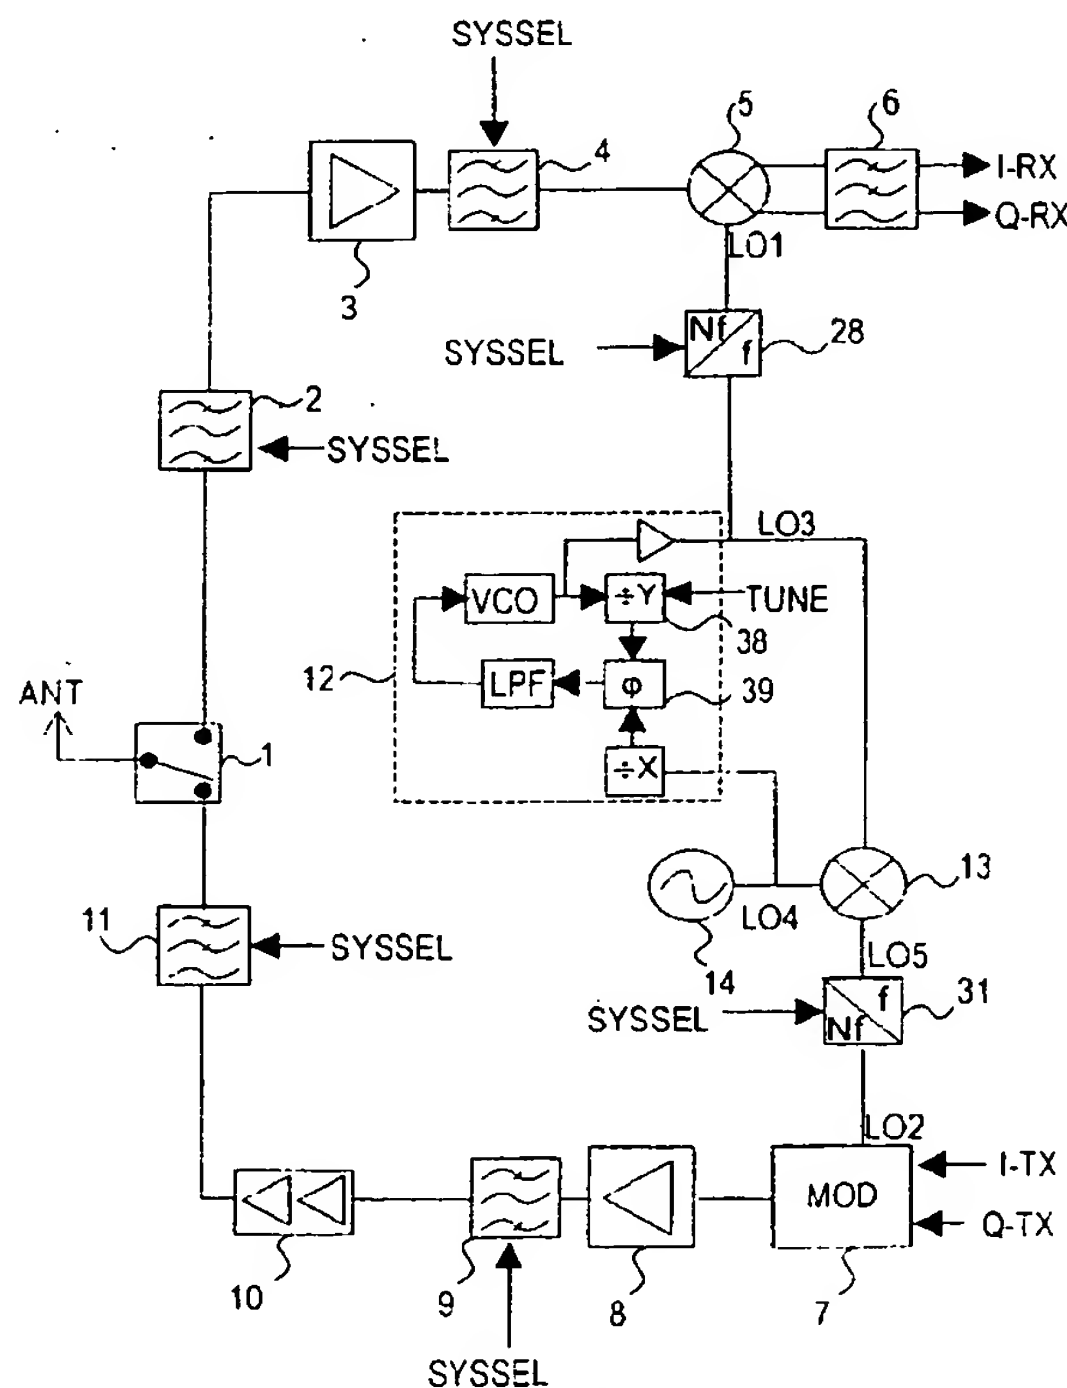 SYSSEL
5
6
4
I-RX
Q-RX
LO1
3
Nf
f
28
SYSSEL
2
SYSSEL
LO3
VCO
÷Y
TUNE
38
12
LPF
φ
39
ANT
1
÷X
13
LO4
14
11
SYSSEL
LO5
f
Nf
31
SYSSEL
LO2
MOD
I-TX
Q-TX
10
9
8
7
SYSSEL